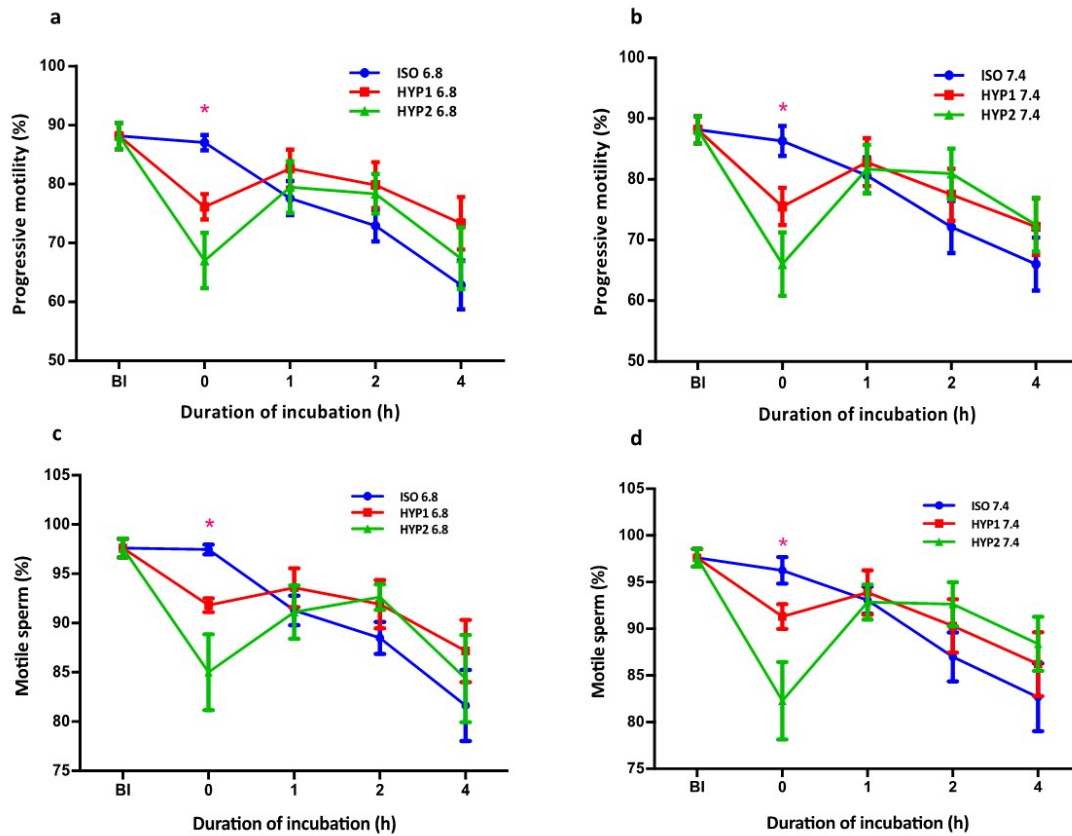 a
Progressive motility (%)
100
90
80
70
60
50
ISO 6.8
HYP1 6.8
HYP2 6.8
*
BI 0 1 2 4
Duration of incubation (h)
b
Progressive motility (%)
100
90
80
70
60
50
ISO 7.4
HYP1 7.4
HYP2 7.4
*
BI 0 1 2 4
Duration of incubation (h)
c
Motile sperm (%)
105
100
95
90
85
80
75
ISO 6.8
HYP1 6.8
HYP2 6.8
*
BI 0 1 2 4
Duration of incubation (h)
d
Motile sperm (%)
105
100
95
90
85
80
75
ISO 7.4
HYP1 7.4
HYP2 7.4
*
BI 0 1 2 4
Duration of incubation (h)